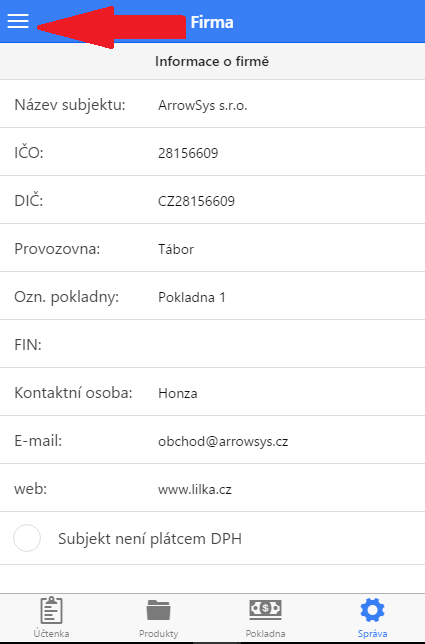 Firma
Informace o firmě
Název subjektu: ArrowSys s.r.o.
IČO: 28156609
DIČ: CZ28156609
Provozovna: Tábor
Ozn. pokladny: Pokladna 1
FIN:
Kontaktní osoba: Honza
E-mail: obchod@arrowsys.cz
web: www.lilka.cz
Subjekt není plátcem DPH
Účtenka Produkty Pokladna Správa